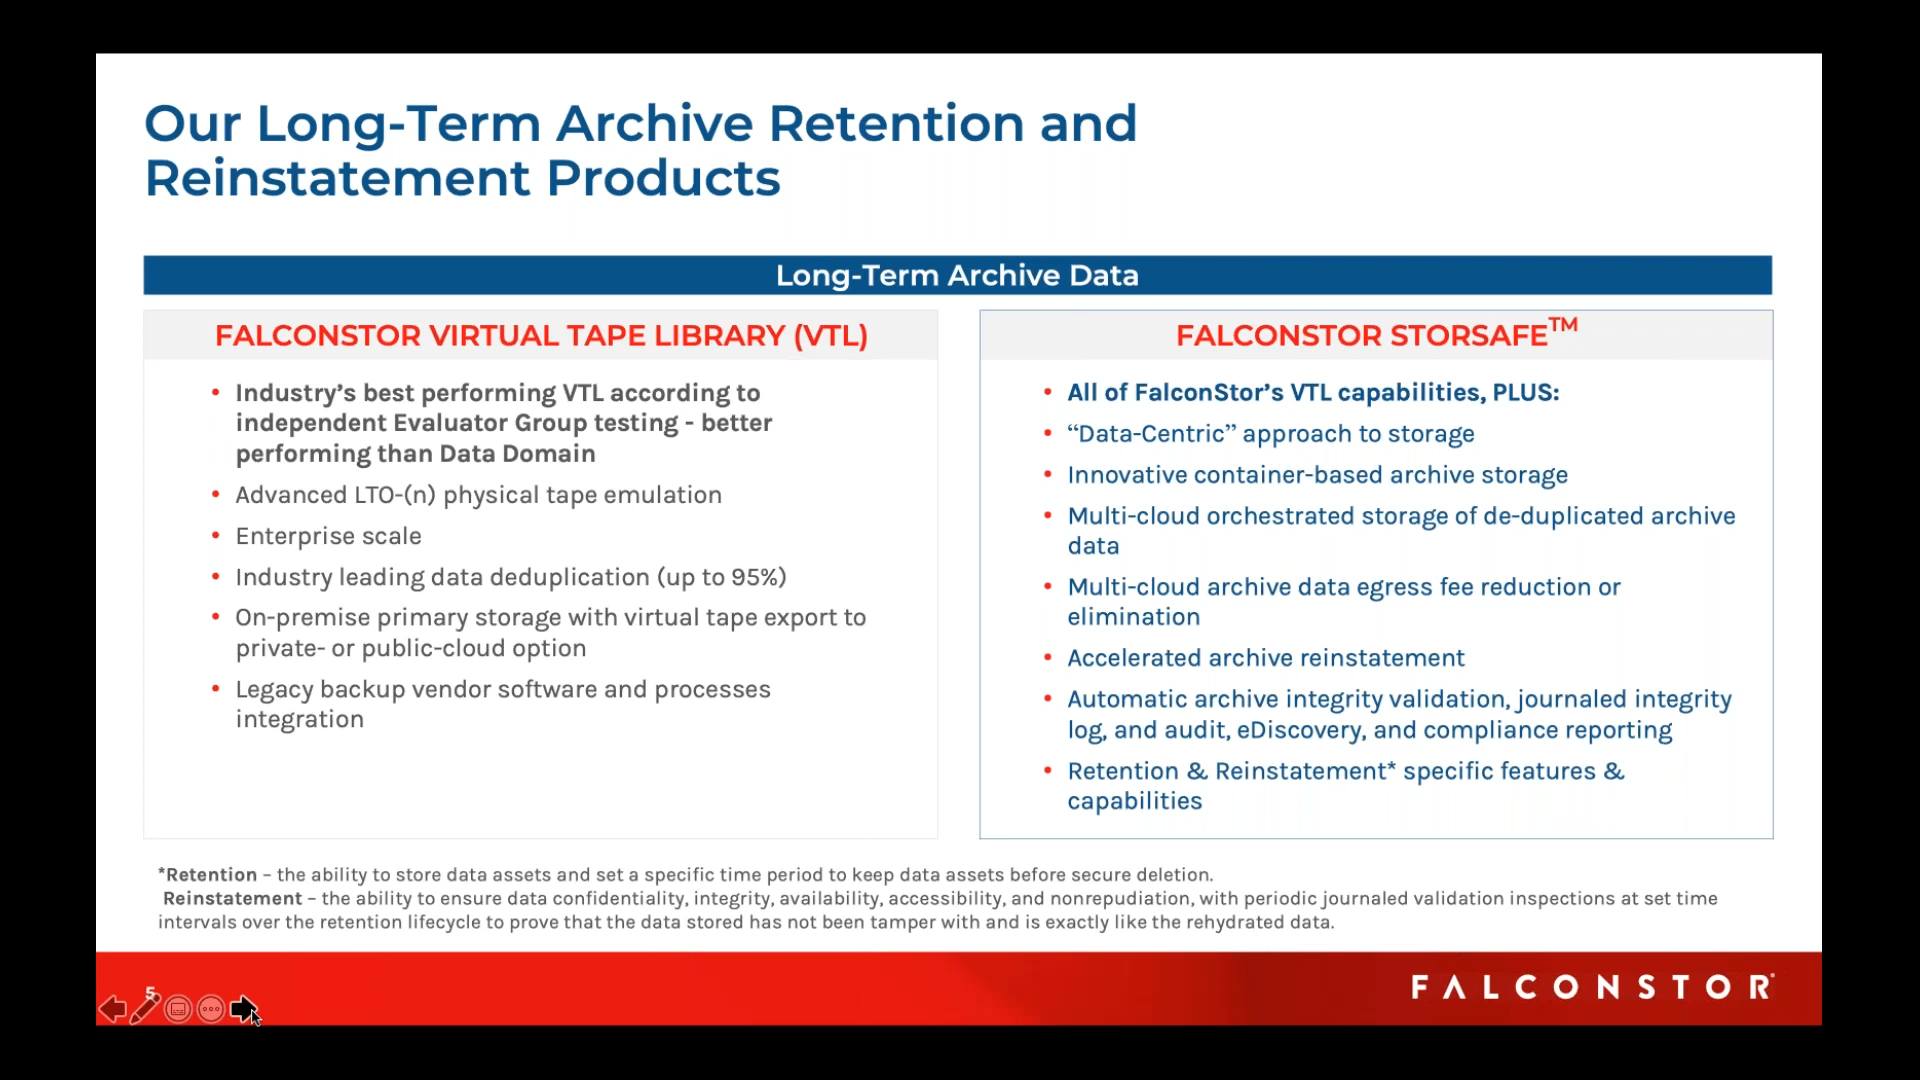 Our Long-Term Archive Retention and
Reinstatement Products
Long-Term Archive Data
FALCONSTOR VIRTUAL TAPE LIBRARY (VTL)
• Industry's best performing VTL according to
independent Evaluator Group testing - better
performing than Data Domain
• Advanced LTO-(n) physical tape emulation
• Enterprise scale
• Industry leading data deduplication (up to 95%)
• On-premise primary storage with virtual tape export to
private- or public-cloud option
• Legacy backup vendor software and processes
integration
FALCONSTOR STORSAFE™
• All of FalconStor's VTL capabilities, PLUS:
• “Data-Centric” approach to storage
• Innovative container-based archive storage
• Multi-cloud orchestrated storage of de-duplicated archive
data
• Multi-cloud archive data egress fee reduction or
elimination
• Accelerated archive reinstatement
• Automatic archive integrity validation, journaled integrity
log, and audit, eDiscovery, and compliance reporting
• Retention & Reinstatement* specific features &
capabilities
*Retention – the ability to store data assets and set a specific time period to keep data assets before secure deletion.
Reinstatement – the ability to ensure data confidentiality, integrity, availability, accessibility, and nonrepudiation, with periodic journaled validation inspections at set time
intervals over the retention lifecycle to prove that the data stored has not been tamper with and is exactly like the rehydrated data.
5
FALCONSTOR